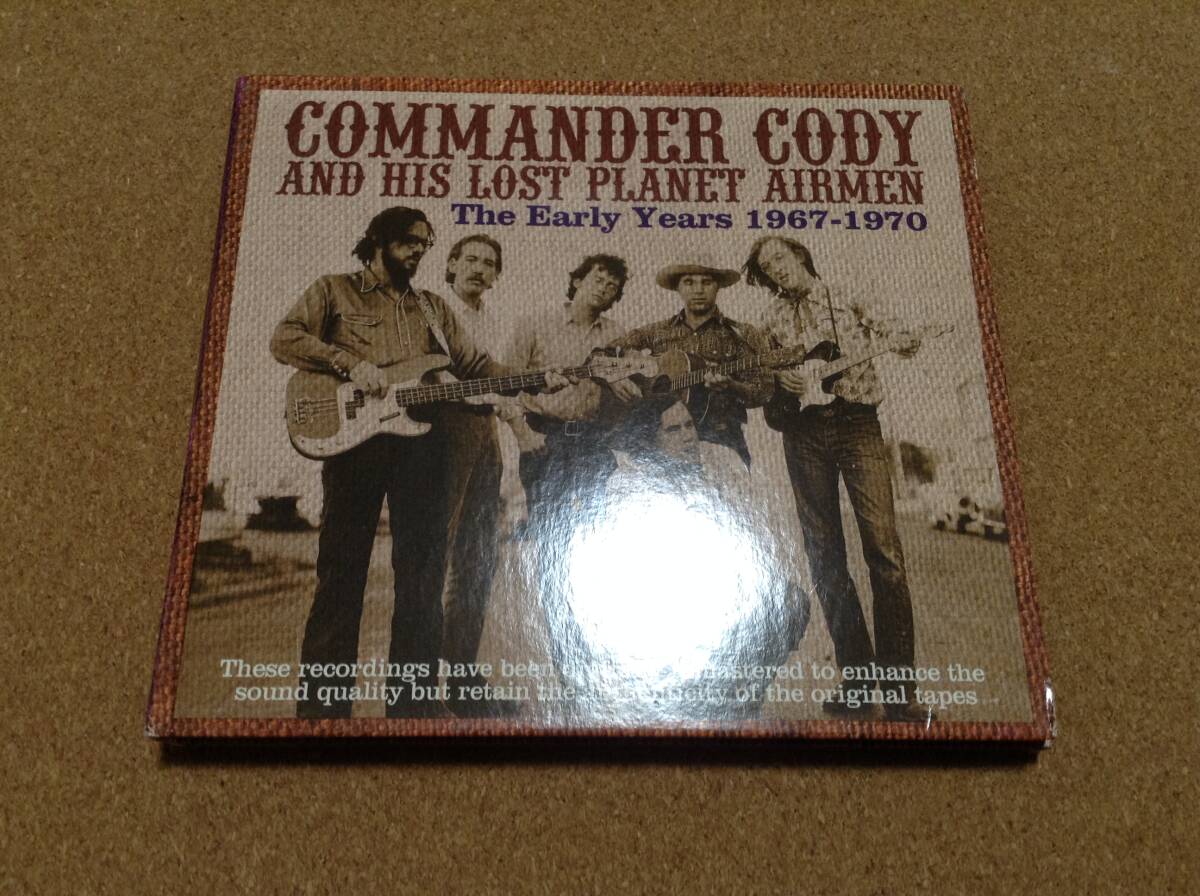 COMMANDER CODY
AND HIS LOST PLANET AIRMEN
The Early Years 1967-1970
These recordings have been mastered to enhance the
sound quality but retain the of the original tapes...